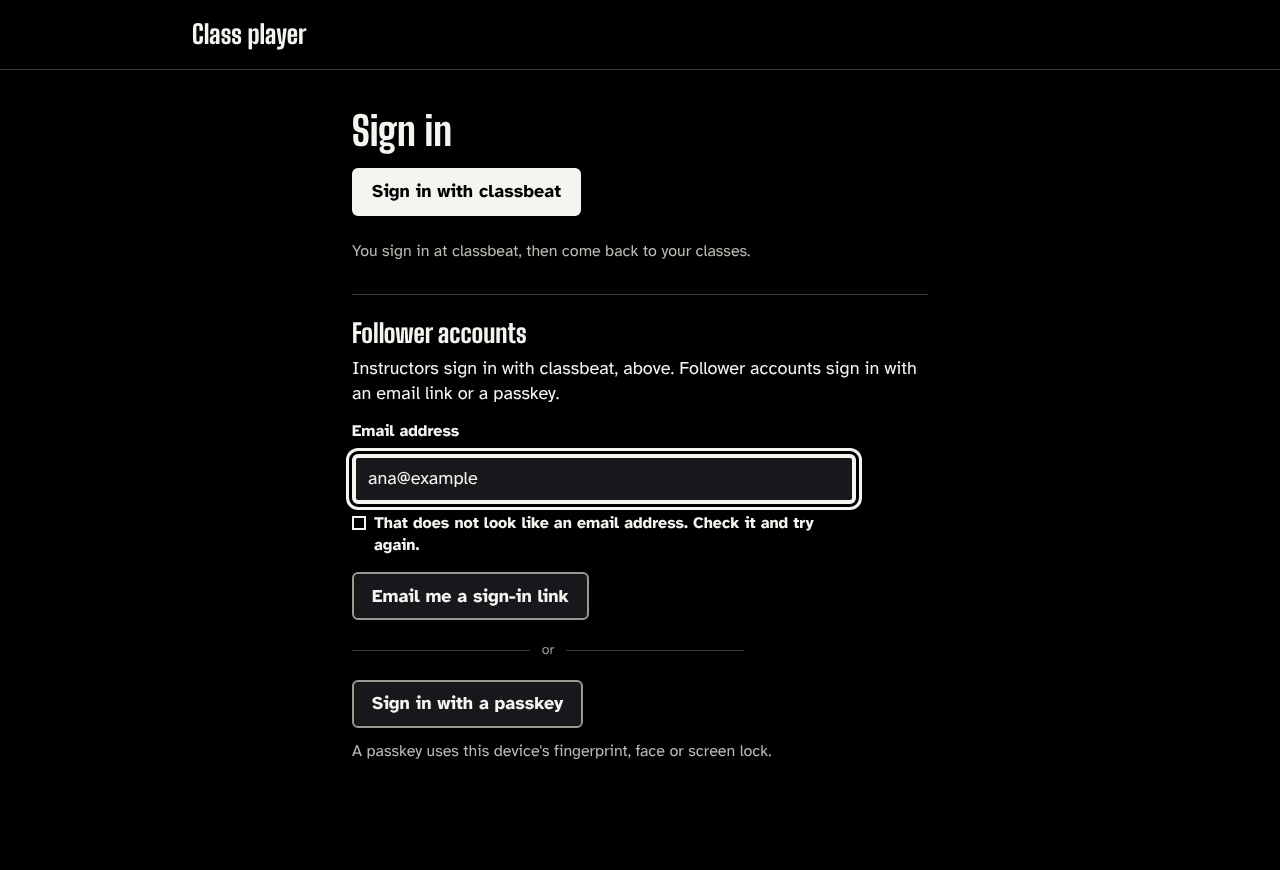 Class player
Sign in
Sign in with classbeat
You sign in at classbeat, then come back to your classes.
Follower accounts
Instructors sign in with classbeat, above. Follower accounts sign in with
an email link or a passkey.
Email address
ana@example
That does not look like an email address. Check it and try
again.
Email me a sign-in link
or
Sign in with a passkey
A passkey uses this device's fingerprint, face or screen lock.